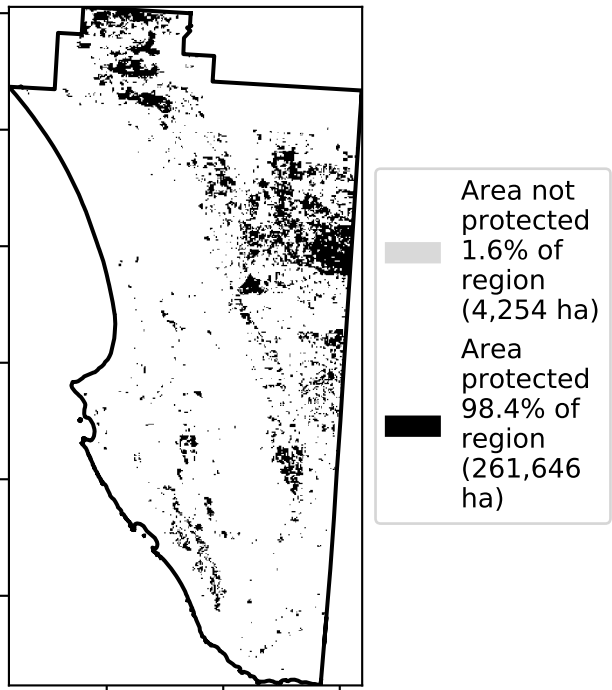 Area not
protected
1.6% of
region
(4,254 ha)
Area
protected
98.4% of
region
(261,646
ha)